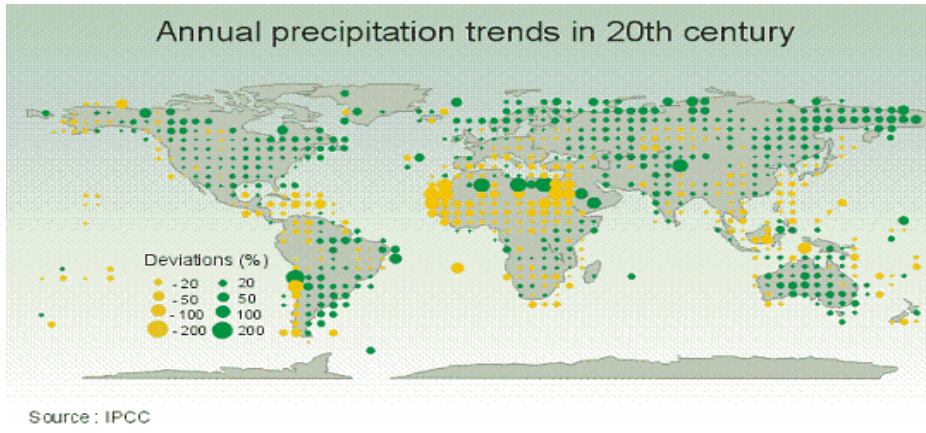 Annual precipitation trends in 20th century
Deviations (%)
- 20 20
- 50 50
- 100 100
- 200 200
Source : IPCC